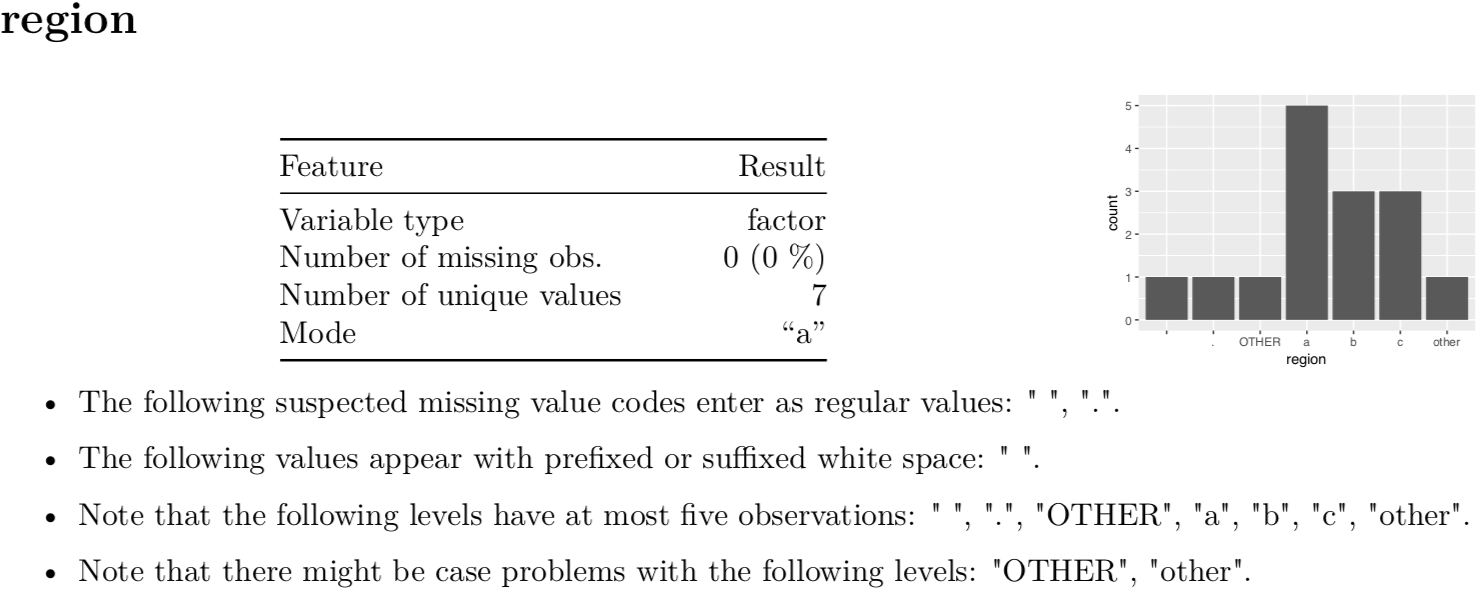 region
Feature Result
Variable type factor
Number of missing obs. 0 (0 %)
Number of unique values 7
Mode “a”
5
4
3
2
1
0
count
. OTHER a b c other
region
• The following suspected missing value codes enter as regular values: " ", ".".
• The following values appear with prefixed or suffixed white space: " ".
• Note that the following levels have at most five observations: " ", ".", "OTHER", "a", "b", "c", "other".
• Note that there might be case problems with the following levels: "OTHER", "other".